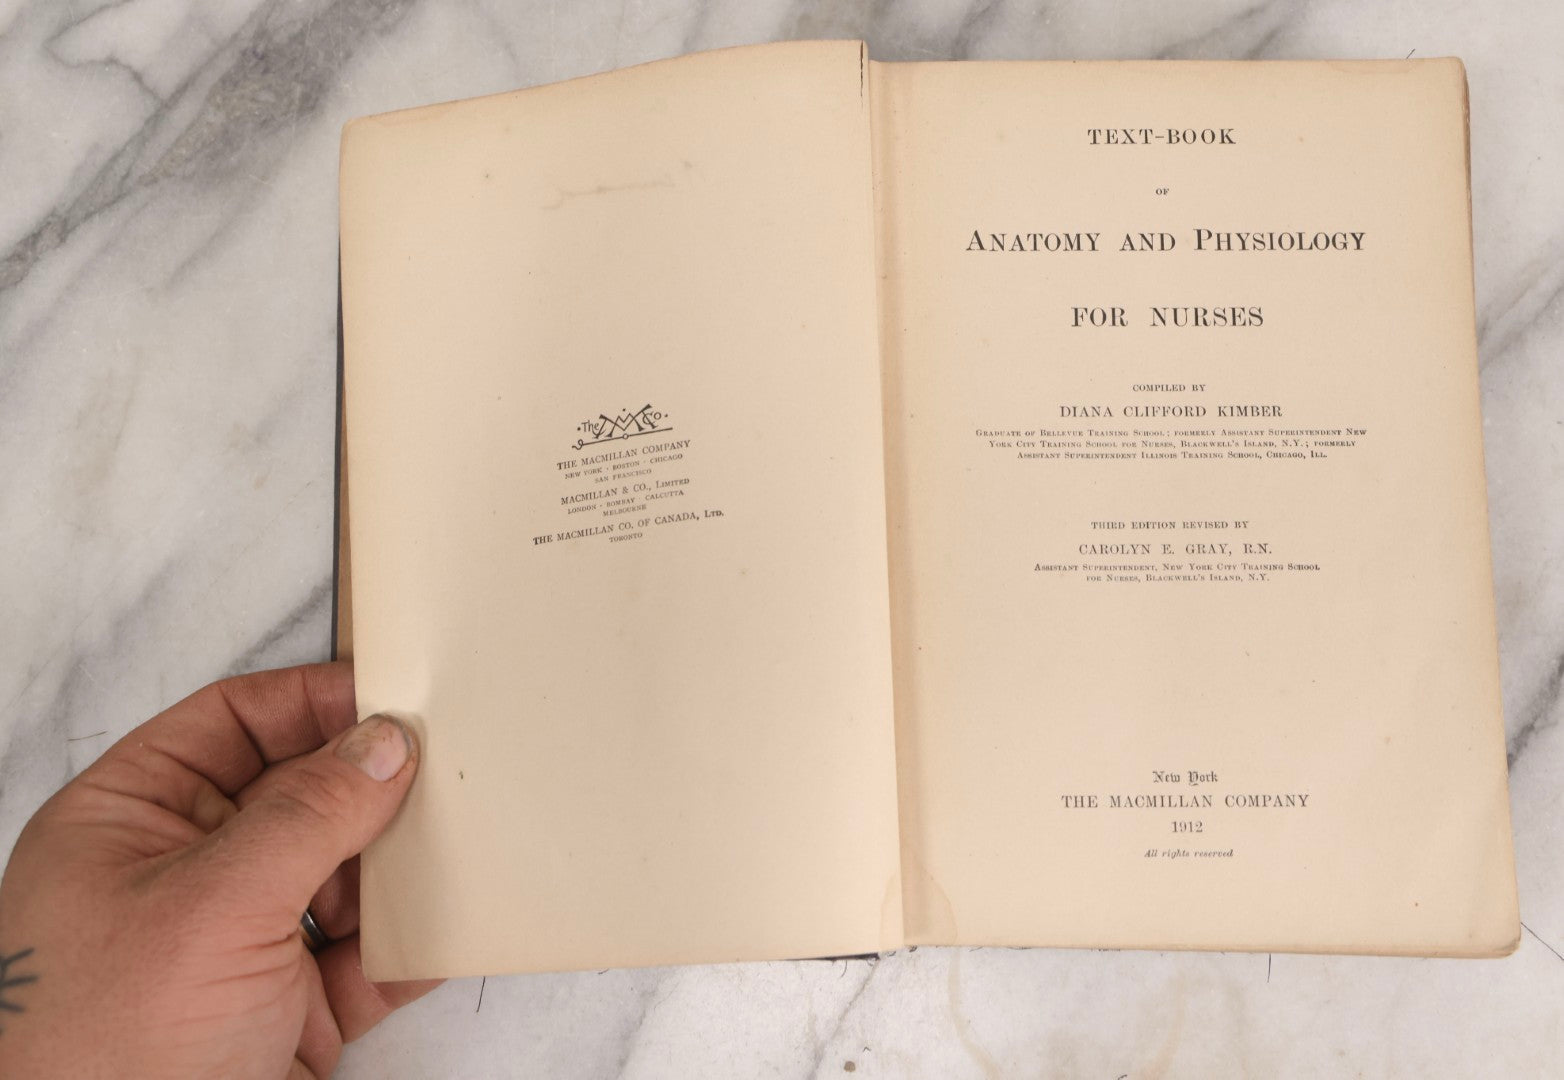 The M Co.
THE MACMILLAN COMPANY
NEW YORK · BOSTON · CHICAGO
SAN FRANCISCO
MACMILLAN & CO., LIMITED
LONDON · BOMBAY · CALCUTTA
MELBOURNE
THE MACMILLAN CO. OF CANADA, LTD.
TORONTO
TEXT-BOOK
OF
ANATOMY AND PHYSIOLOGY
FOR NURSES
COMPILED BY
DIANA CLIFFORD KIMBER
GRADUATE OF BELLEVUE TRAINING SCHOOL; FORMERLY ASSISTANT SUPERINTENDENT NEW
YORK CITY TRAINING SCHOOL FOR NURSES, BLACKWELL'S ISLAND, N.Y.; FORMERLY
ASSISTANT SUPERINTENDENT ILLINOIS TRAINING SCHOOL, CHICAGO, ILL.
THIRD EDITION REVISED BY
CAROLYN E. GRAY, R.N.
ASSISTANT SUPERINTENDENT, NEW YORK CITY TRAINING SCHOOL
FOR NURSES, BLACKWELL'S ISLAND, N.Y.
New York
THE MACMILLAN COMPANY
1912
All rights reserved